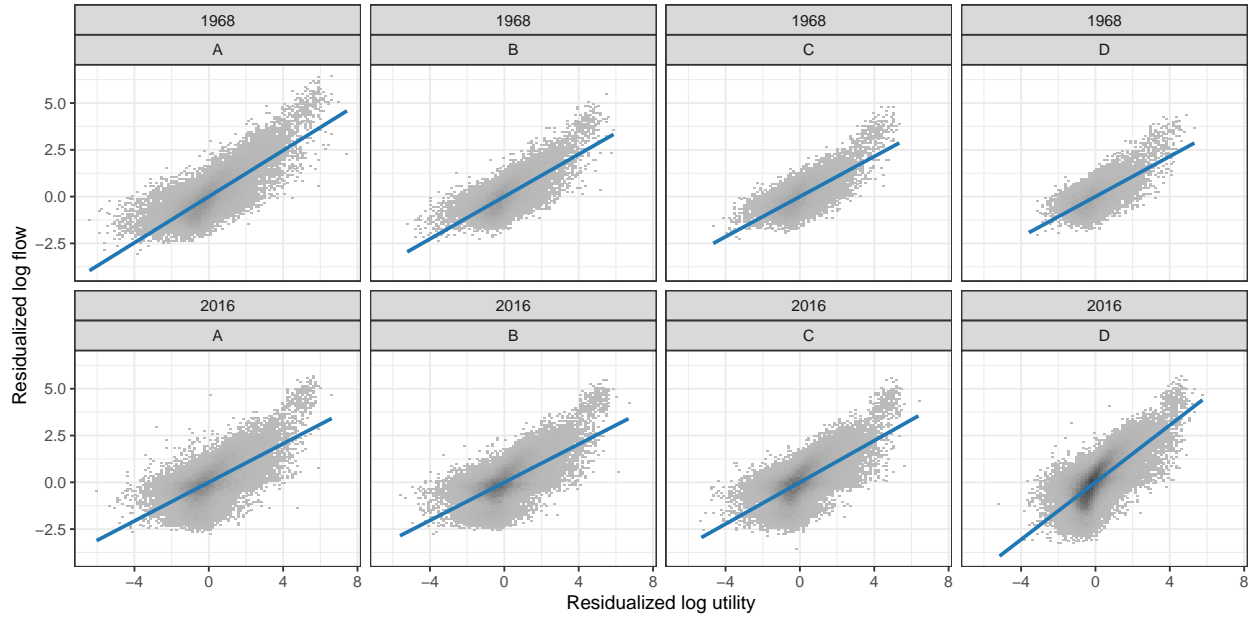 1968 1968 1968 1968
A B C D
5.0
2.5
0.0
−2.5
2016 2016 2016 2016
A B C D
5.0
2.5
0.0
−2.5
−4 0 4 8 −4 0 4 8 −4 0 4 8 −4 0 4 8
Residualized log utility
Residualized log flow